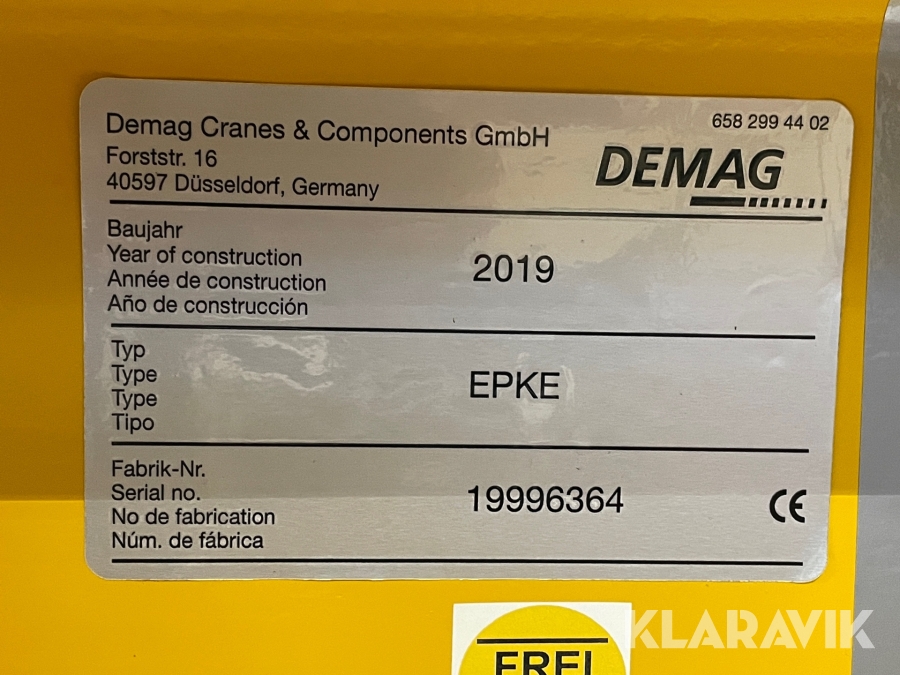 Demag Cranes & Components GmbH
Forststr. 16
40597 Düsseldorf, Germany
658 299 44 02
DEMAG
Baujahr
Year of construction
Année de construction
Año de construcción
2019
Typ
Type
Type
Tipo
EPKE
Fabrik-Nr.
Serial no.
No de fabrication
Núm. de fábrica
19996364
CE
FREI
KLARAVIK